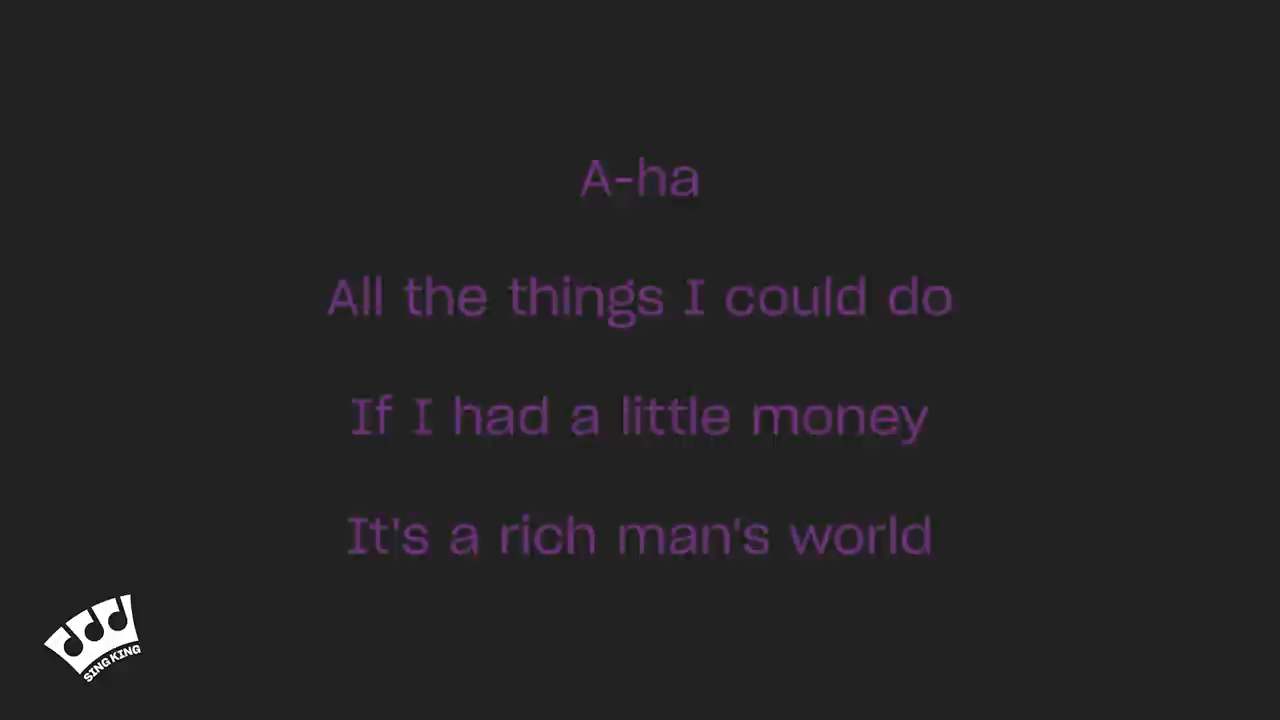 A-ha
All the things I could do
If I had a little money
It's a rich man's world
SING KING